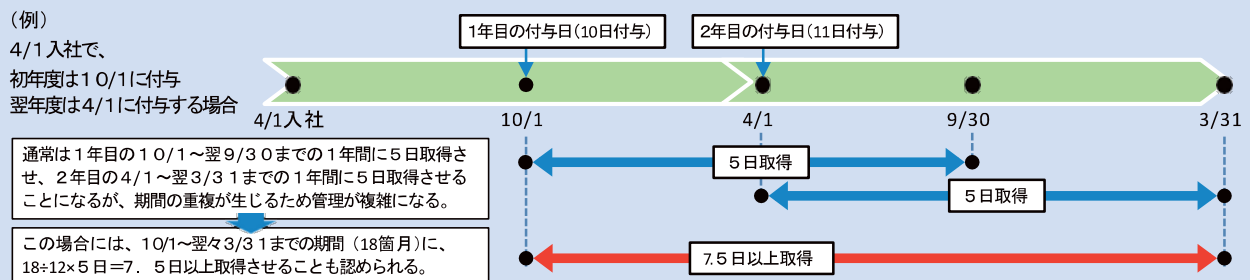 （例）
４/１入社で、
初年度は１０/１に付与
翌年度は４/１に付与する場合
１年目の付与日（１０日付与）
２年目の付与日（１１日付与）
4/1入社
10/1
4/1
9/30
3/31
通常は１年目の１０/１～翌９/３０までの１年間に５日取得さ
せ、２年目の４/１～翌３/３１までの１年間に５日取得させる
ことになるが、期間の重複が生じるため管理が複雑になる。
５日取得
５日取得
この場合には、10/1～翌々３/３１までの期間（18箇月）に、
18÷12×５日＝７．５日以上取得させることも認められる。
7.５日以上取得